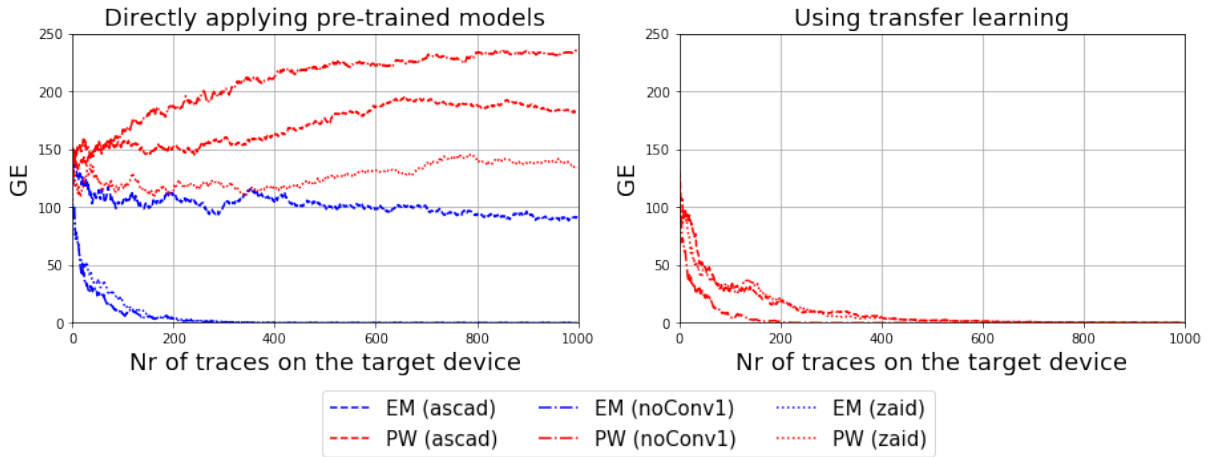 Directly applying pre-trained models
Using transfer learning
250
200
150
100
50
0
GE
0
200
400
600
800
1000
Nr of traces on the target device
250
200
150
100
50
0
GE
0
200
400
600
800
1000
Nr of traces on the target device
EM (ascad)
EM (noConv1)
EM (zaid)
PW (ascad)
PW (noConv1)
PW (zaid)